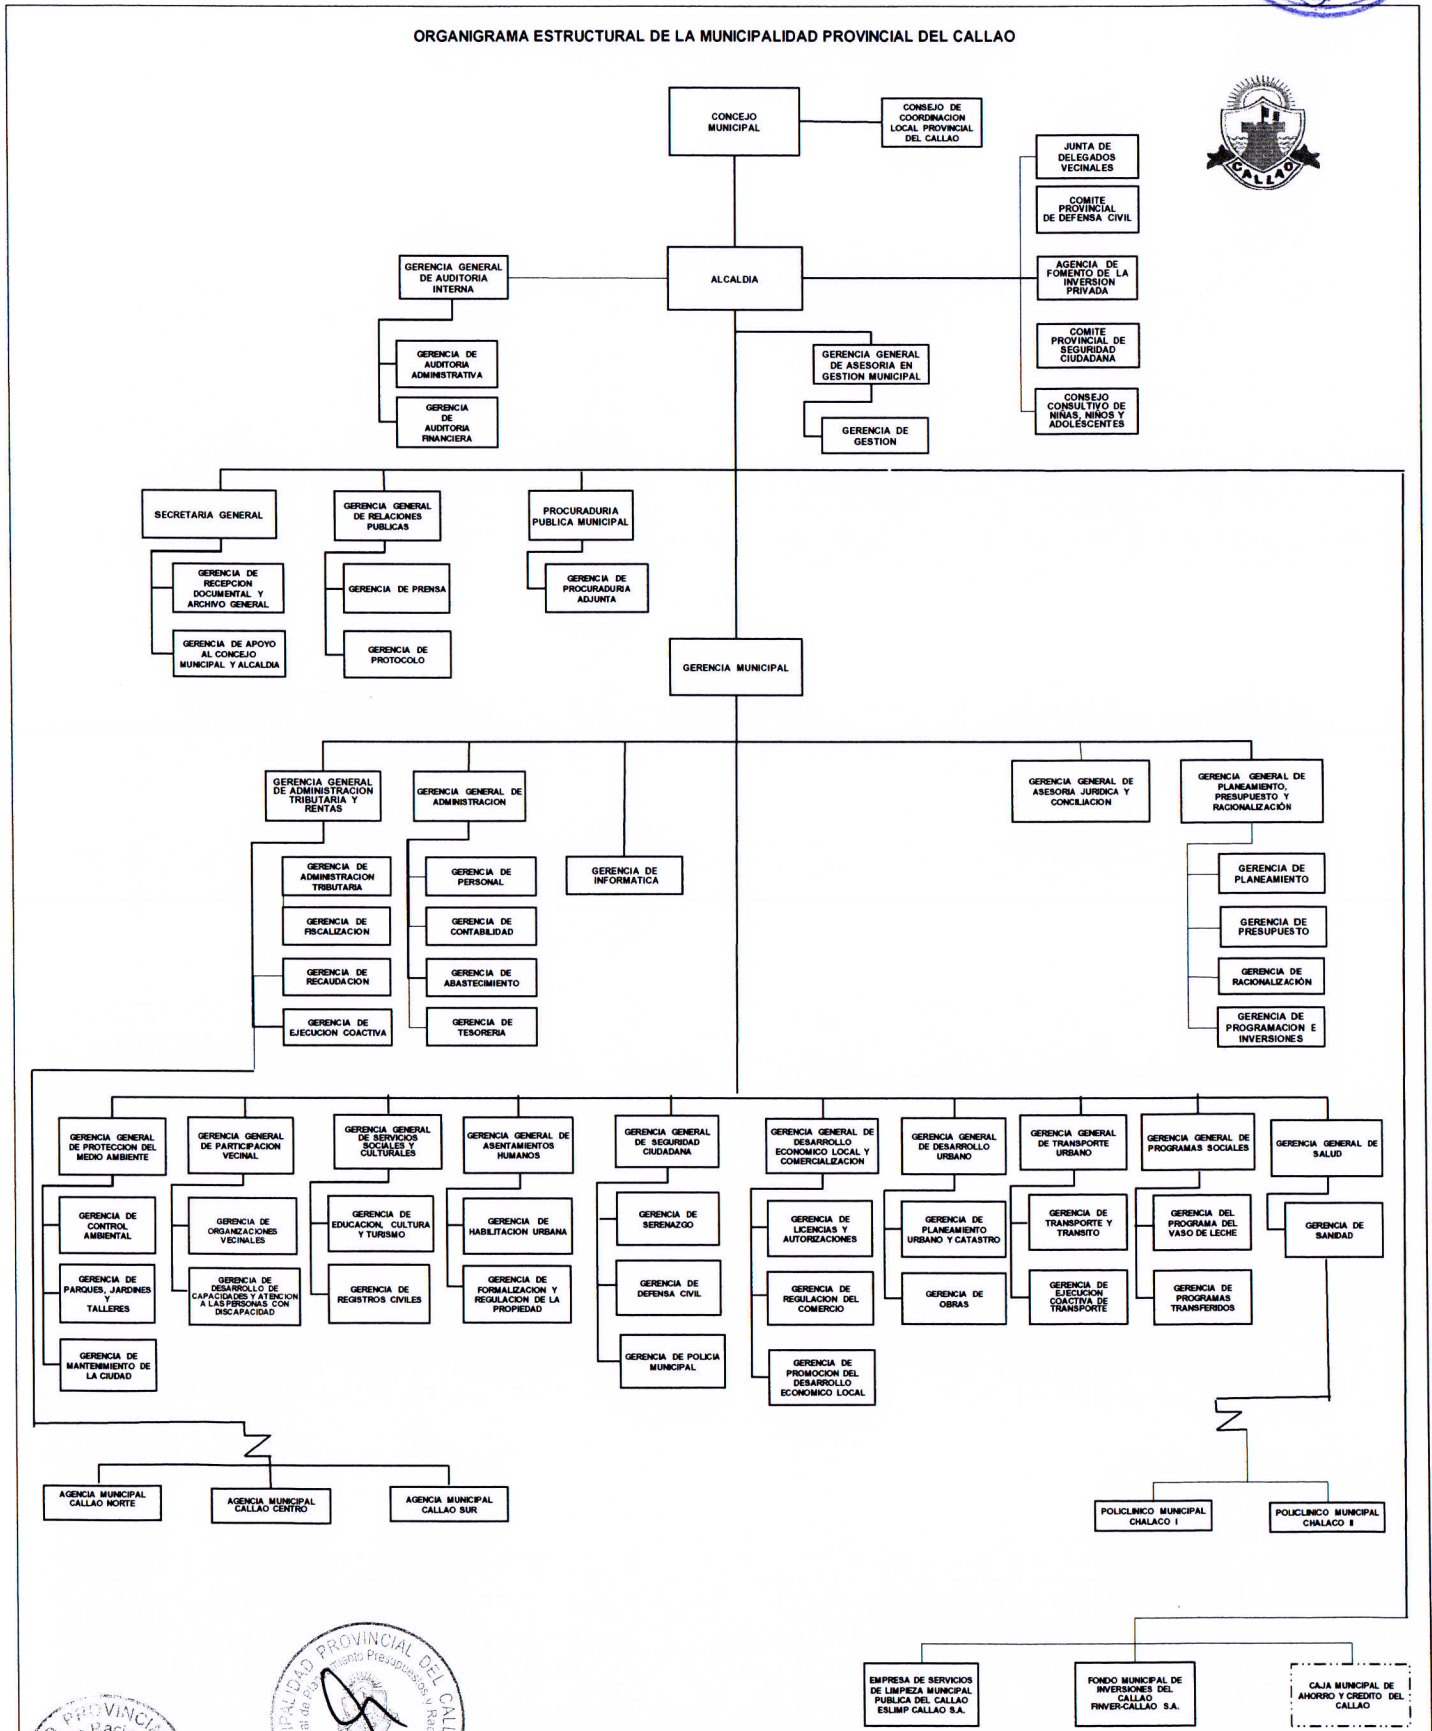 ORGANIGRAMA ESTRUCTURAL DE LA MUNICIPALIDAD PROVINCIAL DEL CALLAO
CONCEJO
MUNICIPAL
CONSEJO DE
COORDINACION
LOCAL PROVINCIAL
DEL CALLAO
CALLAO
JUNTA DE
DELEGADOS
VECINALES
COMITE
PROVINCIAL
DE DEFENSA CIVIL
GERENCIA GENERAL
DE AUDITORIA
INTERNA
ALCALDIA
AGENCIA DE
FOMENTO DE LA
INVERSION
PRIVADA
GERENCIA DE
AUDITORIA
ADMINISTRATIVA
GERENCIA GENERAL
DE ASESORIA EN
GESTION MUNICIPAL
COMITE
PROVINCIAL DE
SEGURIDAD
CIUDADANA
GERENCIA
DE
AUDITORIA
FINANCIERA
GERENCIA DE
GESTION
CONSEJO
CONSULTIVO DE
NIÑAS, NIÑOS Y
ADOLESCENTES
SECRETARIA GENERAL
GERENCIA GENERAL
DE RELACIONES
PUBLICAS
PROCURADURIA
PUBLICA MUNICIPAL
GERENCIA DE
RECEPCION
DOCUMENTAL Y
ARCHIVO GENERAL
GERENCIA DE PRENSA
GERENCIA DE
PROCURADURIA
ADJUNTA
GERENCIA DE APOYO
AL CONCEJO
MUNICIPAL Y ALCALDIA
GERENCIA DE
PROTOCOLO
GERENCIA MUNICIPAL
GERENCIA GENERAL
DE ADMINISTRACION
TRIBUTARIA Y
RENTAS
GERENCIA GENERAL DE
ADMINISTRACION
GERENCIA GENERAL DE
ASESORIA JURIDICA Y
CONCILIACION
GERENCIA GENERAL DE
PLANEAMIENTO,
PRESUPUESTO Y
RACIONALIZACIÓN
GERENCIA DE
ADMINISTRACION
TRIBUTARIA
GERENCIA DE
PERSONAL
GERENCIA DE
INFORMATICA
GERENCIA DE
PLANEAMIENTO
GERENCIA DE
FISCALIZACION
GERENCIA DE
CONTABILIDAD
GERENCIA DE
PRESUPUESTO
GERENCIA DE
RECAUDACION
GERENCIA DE
ABASTECIMIENTO
GERENCIA DE
RACIONALIZACIÓN
GERENCIA DE
EJECUCION COACTIVA
GERENCIA DE
TESORERIA
GERENCIA DE
PROGRAMACION E
INVERSIONES
GERENCIA GENERAL
DE PROTECCION DEL
MEDIO AMBIENTE
GERENCIA GENERAL
DE PARTICIPACION
VECINAL
GERENCIA GENERAL
DE SERVICIOS
SOCIALES Y
CULTURALES
GERENCIA GENERAL DE
ASENTAMIENTOS
HUMANOS
GERENCIA GENERAL
DE SEGURIDAD
CIUDADANA
GERENCIA GENERAL DE
DESARROLLO
ECONOMICO LOCAL Y
COMERCIALIZACION
GERENCIA GENERAL
DE DESARROLLO
URBANO
GERENCIA GENERAL
DE TRANSPORTE
URBANO
GERENCIA GENERAL DE
PROGRAMAS SOCIALES
GERENCIA GENERAL DE
SALUD
GERENCIA DE
CONTROL
AMBIENTAL
GERENCIA DE
ORGANIZACIONES
VECINALES
GERENCIA DE
EDUCACION, CULTURA
Y TURISMO
GERENCIA DE
HABILITACION URBANA
GERENCIA DE
SERENAZGO
GERENCIA DE
LICENCIAS Y
AUTORIZACIONES
GERENCIA DE
PLANEAMIENTO
URBANO Y CATASTRO
GERENCIA DE
TRANSPORTE Y
TRANSITO
GERENCIA DEL
PROGRAMA DEL
VASO DE LECHE
GERENCIA DE
SANIDAD
GERENCIA DE
PARQUES, JARDINES
Y
TALLERES
GERENCIA DE
DESARROLLO DE
CAPACIDADES Y ATENCION
A LAS PERSONAS CON
DISCAPACIDAD
GERENCIA DE
REGISTROS CIVILES
GERENCIA DE
FORMALIZACION Y
REGULACION DE LA
PROPIEDAD
GERENCIA DE
DEFENSA CIVIL
GERENCIA DE
REGULACION DEL
COMERCIO
GERENCIA DE
OBRAS
GERENCIA DE
EJECUCION
COACTIVA DE
TRANSPORTE
GERENCIA DE
PROGRAMAS
TRANSFERIDOS
GERENCIA DE
MANTENIMIENTO DE
LA CIUDAD
GERENCIA DE POLICIA
MUNICIPAL
GERENCIA DE
PROMOCION DEL
DESARROLLO
ECONOMICO LOCAL
AGENCIA MUNICIPAL
CALLAO NORTE
AGENCIA MUNICIPAL
CALLAO CENTRO
AGENCIA MUNICIPAL
CALLAO SUR
POLICLINICO MUNICIPAL
CHALACO I
POLICLINICO MUNICIPAL
CHALACO II
EMPRESA DE SERVICIOS
DE LIMPIEZA MUNICIPAL
PUBLICA DEL CALLAO
ESLIMP CALLAO S.A.
FONDO MUNICIPAL DE
INVERSIONES DEL
CALLAO
FINVER-CALLAO S.A.
CAJA MUNICIPAL DE
AHORRO Y CREDITO DEL
CALLAO
PROVINCIAL DEL